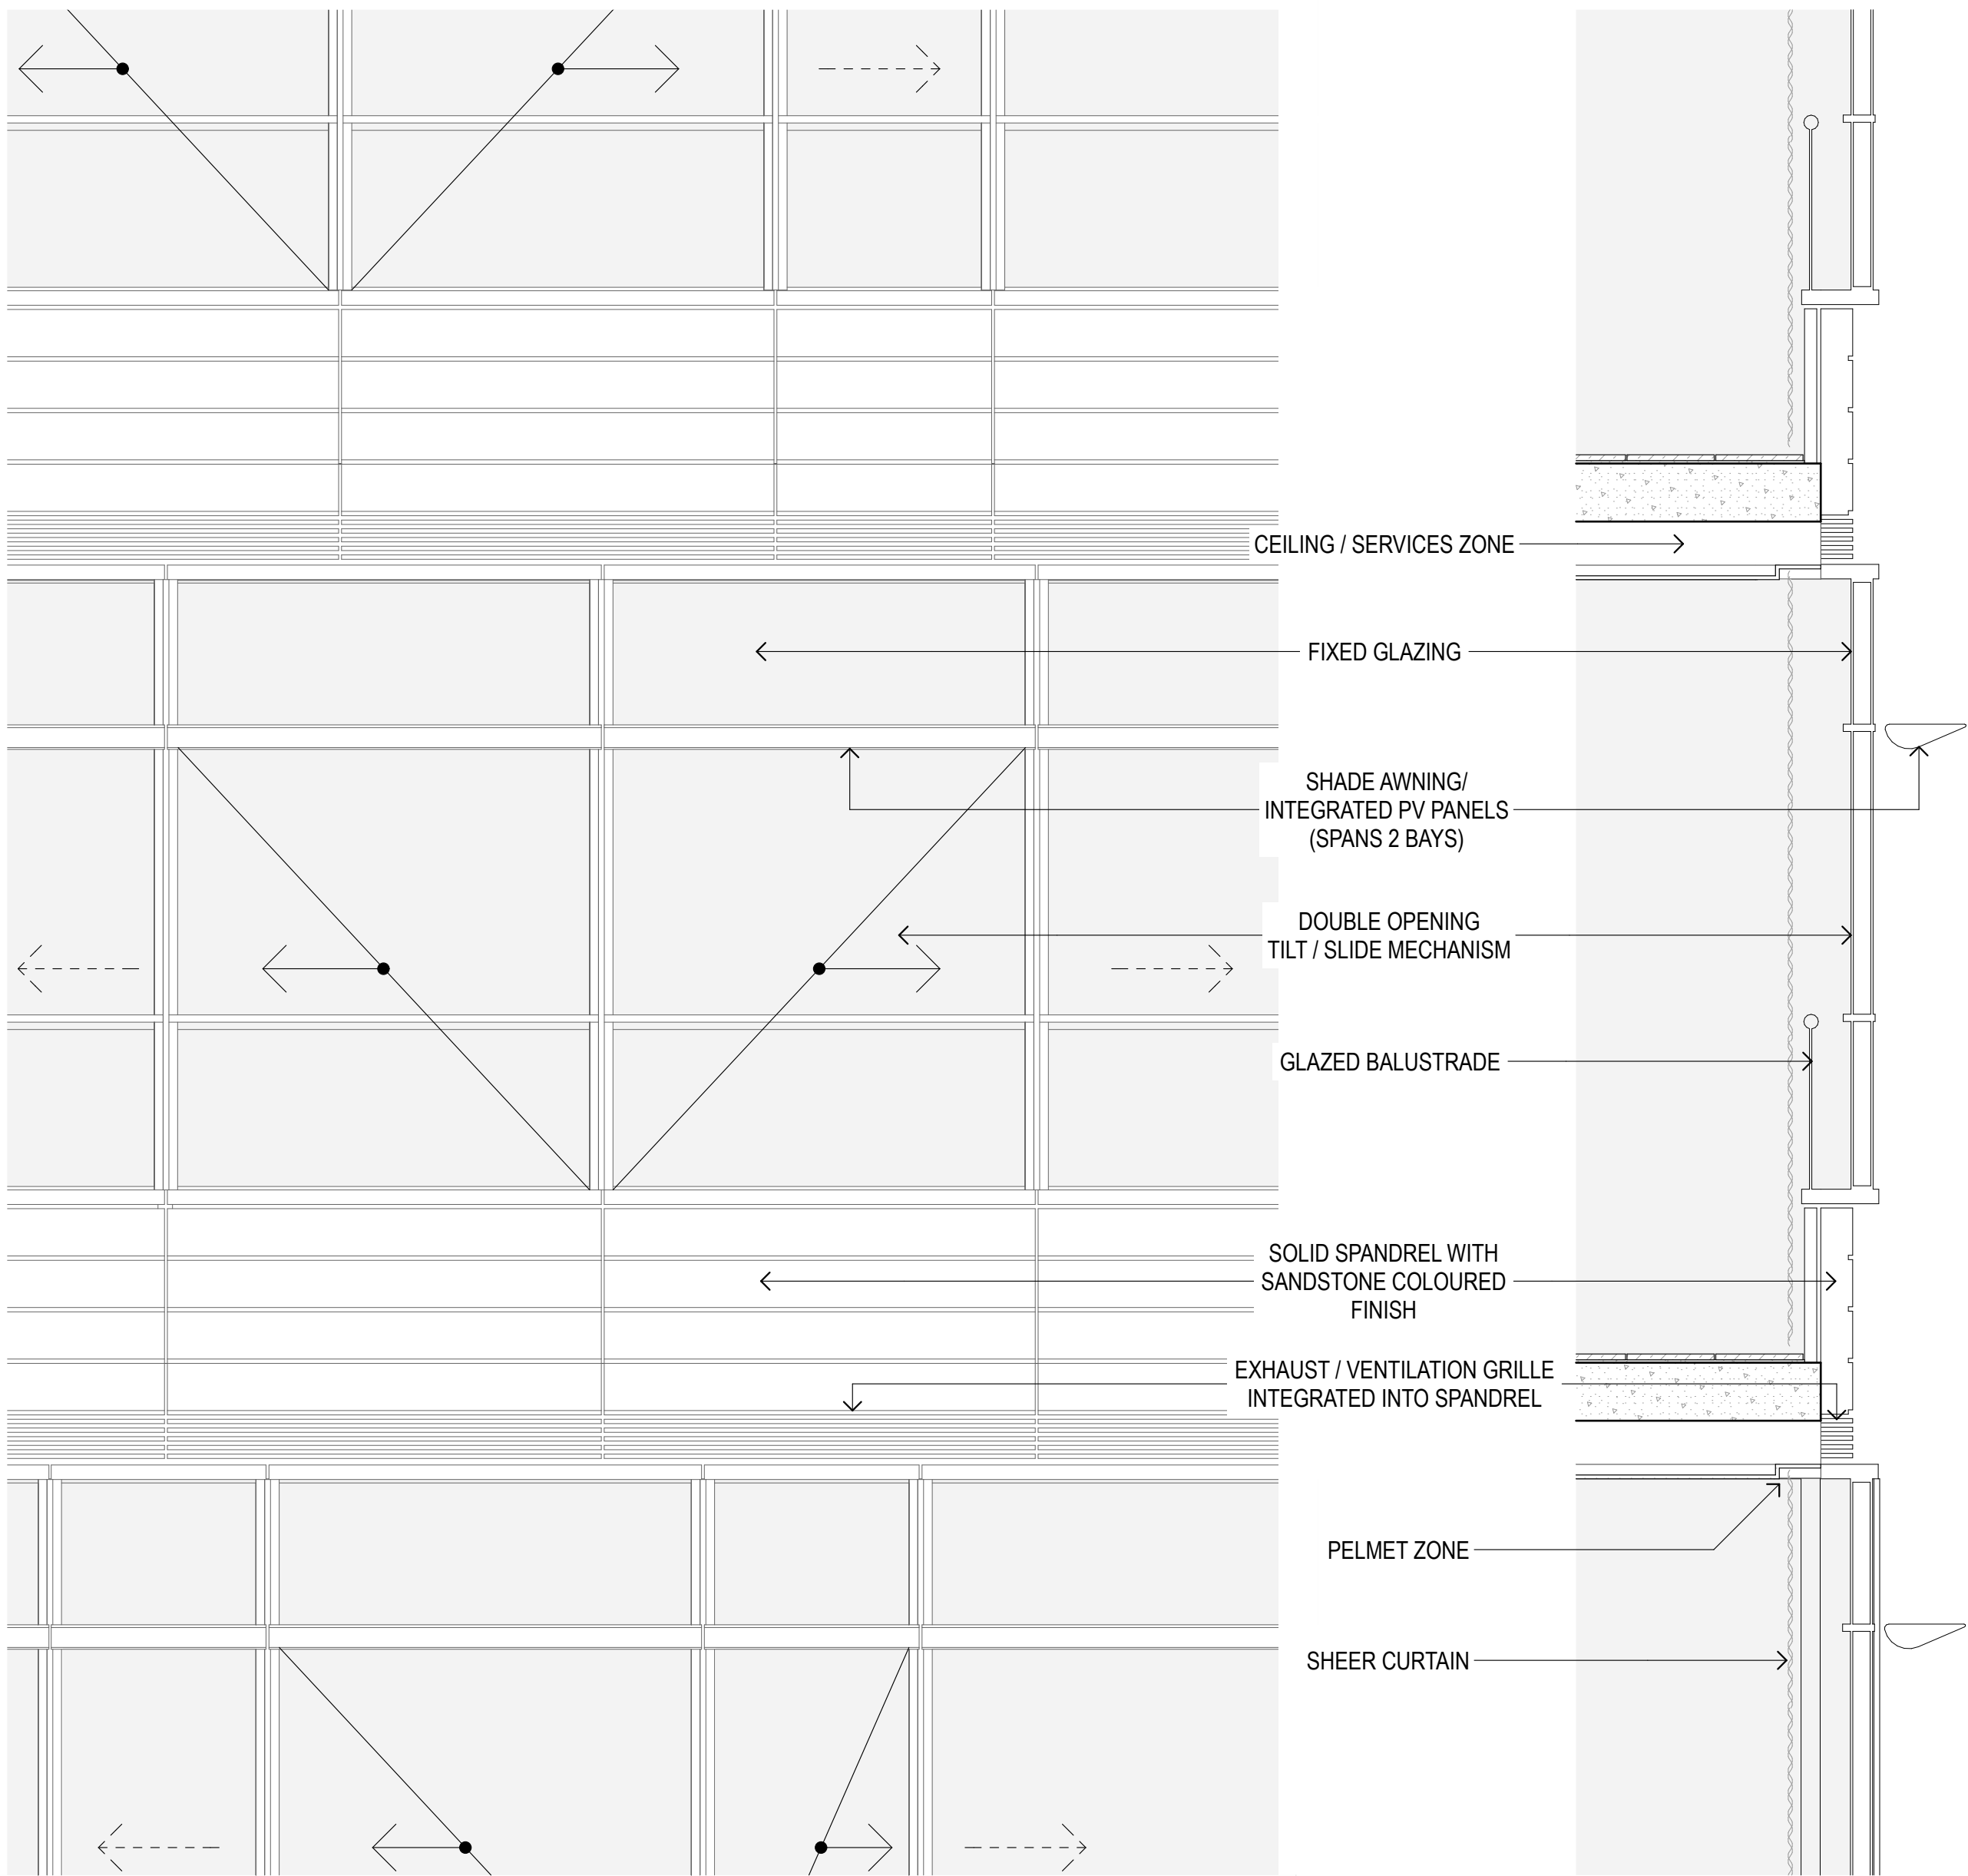 CEILING / SERVICES ZONE
FIXED GLAZING
SHADE AWNING/
INTEGRATED PV PANELS
(SPANS 2 BAYS)
DOUBLE OPENING
TILT / SLIDE MECHANISM
GLAZED BALUSTRADE
SOLID SPANDREL WITH
SANDSTONE COLOURED
FINISH
EXHAUST / VENTILATION GRILLE
INTEGRATED INTO SPANDREL
PELMET ZONE
SHEER CURTAIN